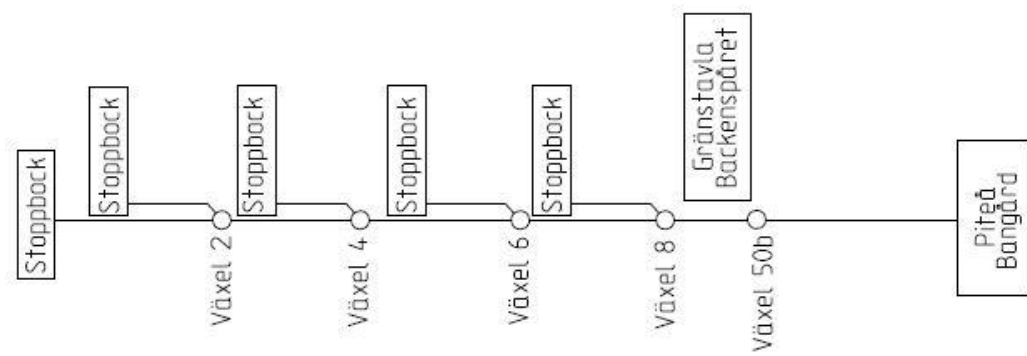 Stoppbock
Stoppbock
Växel 2
Stoppbock
Växel 4
Stoppbock
Växel 6
Stoppbock
Växel 8
Gränstavla
Backenspåret
Växel 50b
Piteå
Bangård